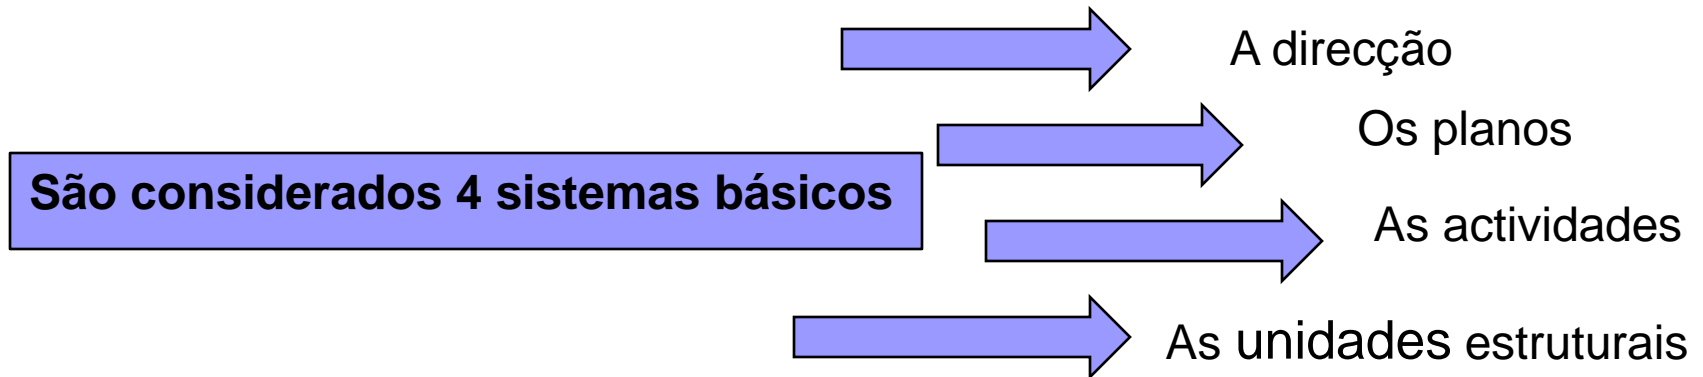 São considerados 4 sistemas básicos
A direcção
Os planos
As actividades
As unidades estruturais